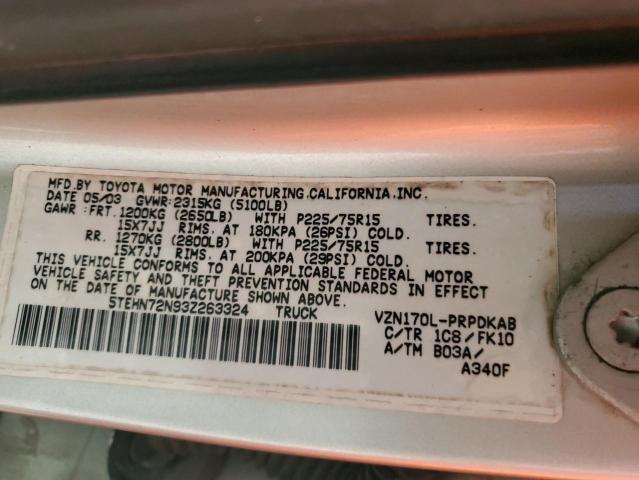 MFD.BY TOYOTA MOTOR MANUFACTURING,CALIFORNIA,INC.
DATE 05/03 GVWR:2315KG (5100LB)
GAWR: FRT. 1200KG (2650LB) WITH P225/75R15 TIRES.
15X7JJ RIMS. AT 180KPA (26PSI) COLD.
RR. 1270KG (2800LB) WITH P225/75R15 TIRES.
15X7JJ RIMS. AT 200KPA (29PSI) COLD.
THIS VEHICLE CONFORMS TO ALL APPLICABLE FEDERAL MOTOR
VEHICLE SAFETY AND THEFT PREVENTION STANDARDS IN EFFECT
ON THE DATE OF MANUFACTURE SHOWN ABOVE.
5TEHN72N93Z263324 TRUCK VZN170L-PRPDKAB
C/TR 1C8/FK10
A/TM B03A/
A340F